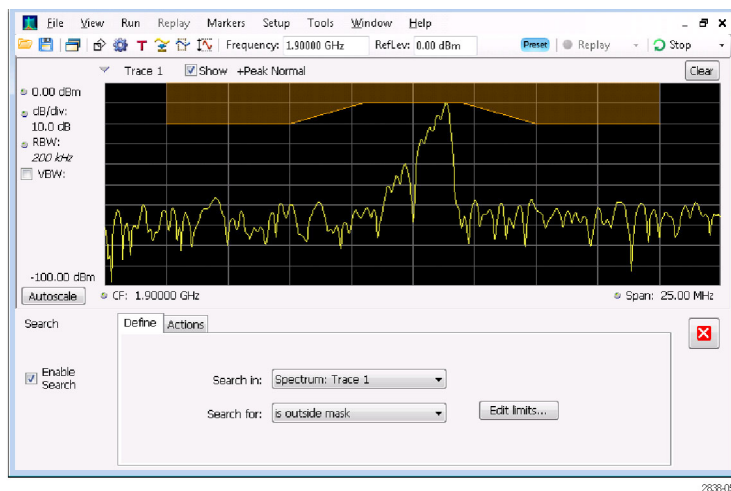 File View Run Replay Markers Setup Tools Window Help
T Frequency: 1.90000 GHz RefLev: 0.00 dBm Preset Replay Stop
Trace 1 Show +Peak Normal Clear
0.00 dBm
dB/div:
10.0 dB
RBW:
200 kHz
VBW:
-100.00 dBm
Autoscale CF: 1.90000 GHz Span: 25.00 MHz
Search Define Actions
Enable
Search
Search in: Spectrum: Trace 1
Search for: is outside mask Edit limits...